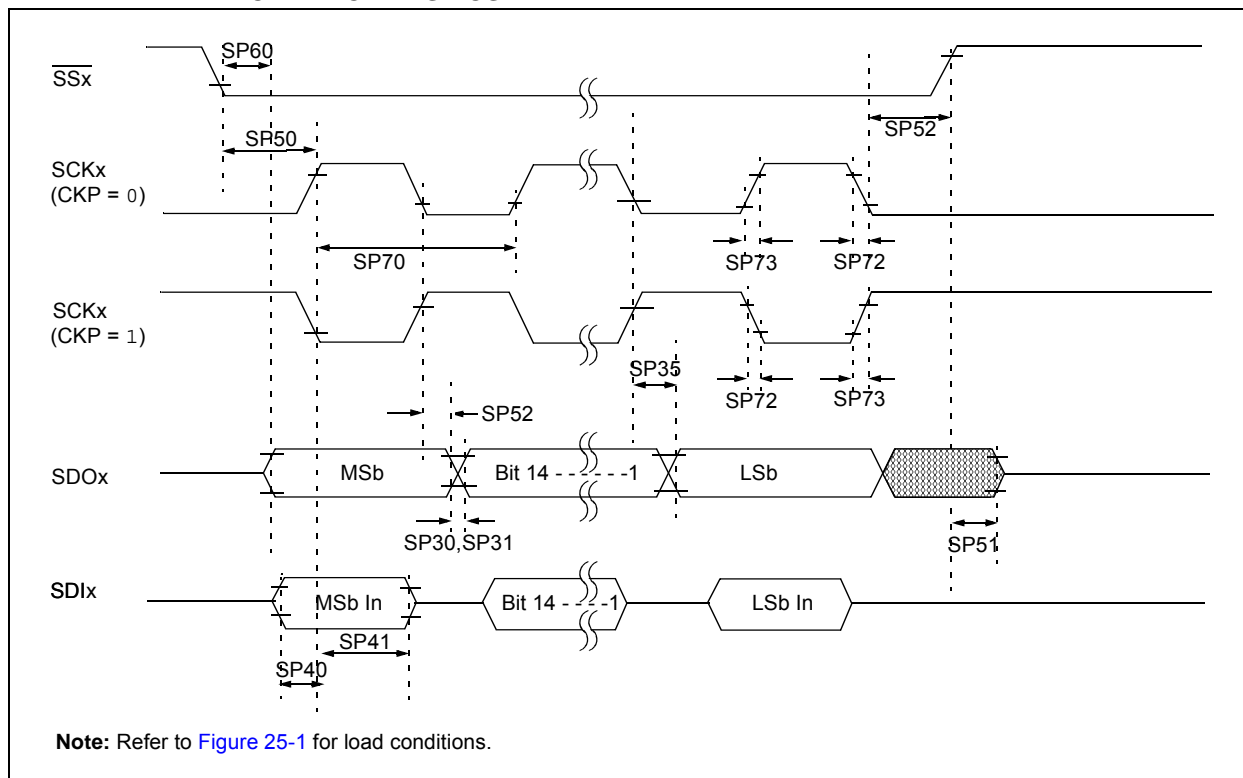 SP60
SSx
SP50
SP52
SCKx
(CKP = 0)
SP70
SP73
SP72
SCKx
(CKP = 1)
SP35
SP72
SP73
SP52
SDOx
MSb
Bit 14 - - - - - -1
LSb
SP30,SP31
SP51
SDIx
MSb In
Bit 14 - - - -1
LSb In
SP41
SP40
Note: Refer to Figure 25-1 for load conditions.